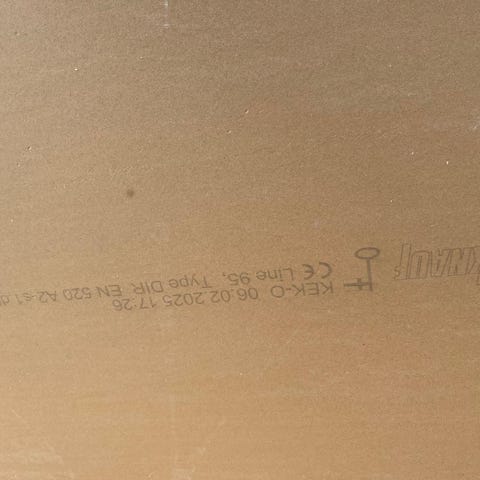 KNAUF
KEK-O 06.02.2025 17:26
CE Line 95, Type DIR, EN 520 A2-s1,d